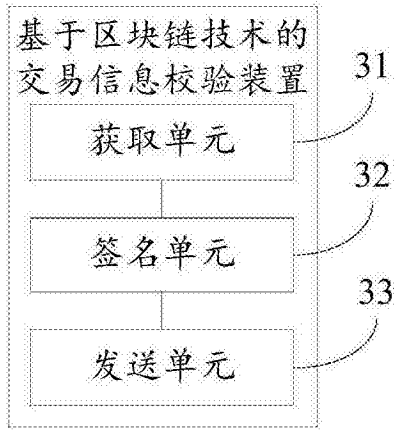 基于区块链技术的
交易信息校验装置
31
获取单元
32
签名单元
33
发送单元